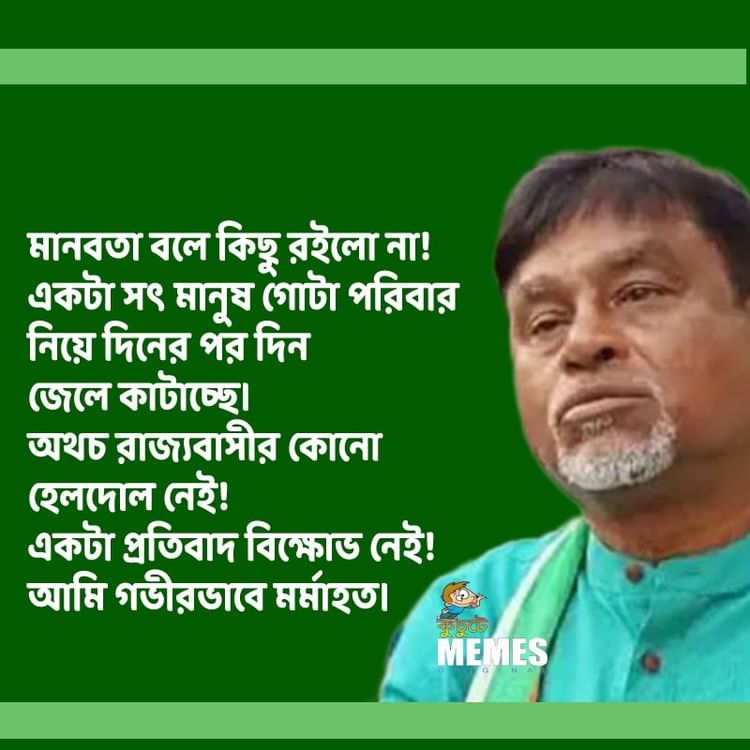 মানবতা বলে কিছু রইলো না!
একটা সৎ মানুষ গোটা পরিবার
নিয়ে দিনের পর দিন
জেলে কাটাচ্ছে।
অথচ রাজ্যবাসীর কোনো
হেলদোল নেই!
একটা প্রতিবাদ বিক্ষোভ নেই!
আমি গভীরভাবে মর্মাহত।
কুচুটে
MEMES